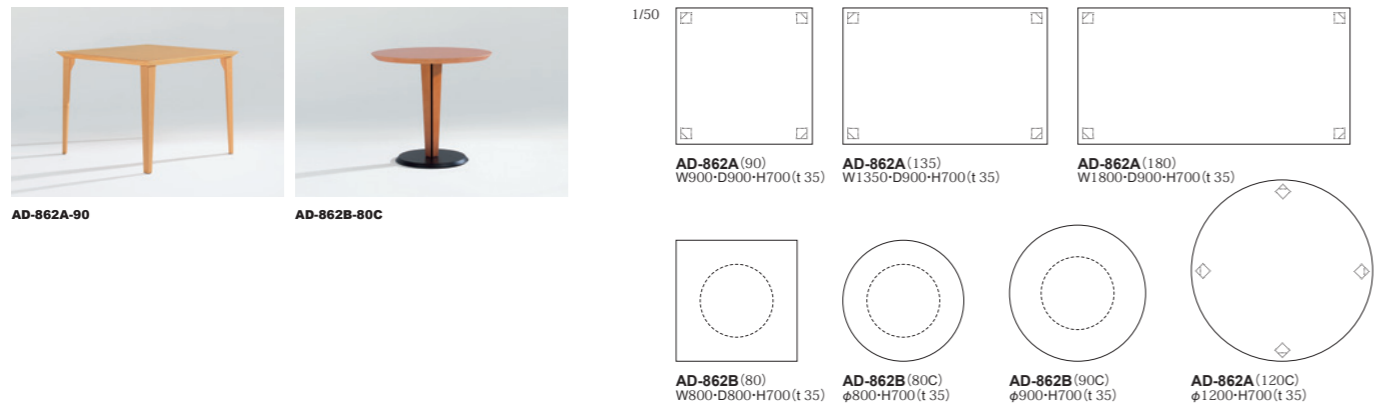 AD-862A-90
AD-862B-80C
1/50
AD-862A(90)
W900・D900・H700(t 35)
AD-862A(135)
W1350・D900・H700(t 35)
AD-862A(180)
W1800・D900・H700(t 35)
AD-862B(80)
W800・D800・H700(t 35)
AD-862B(80C)
φ800・H700(t 35)
AD-862B(90C)
φ900・H700(t 35)
AD-862A(120C)
φ1200・H700(t 35)